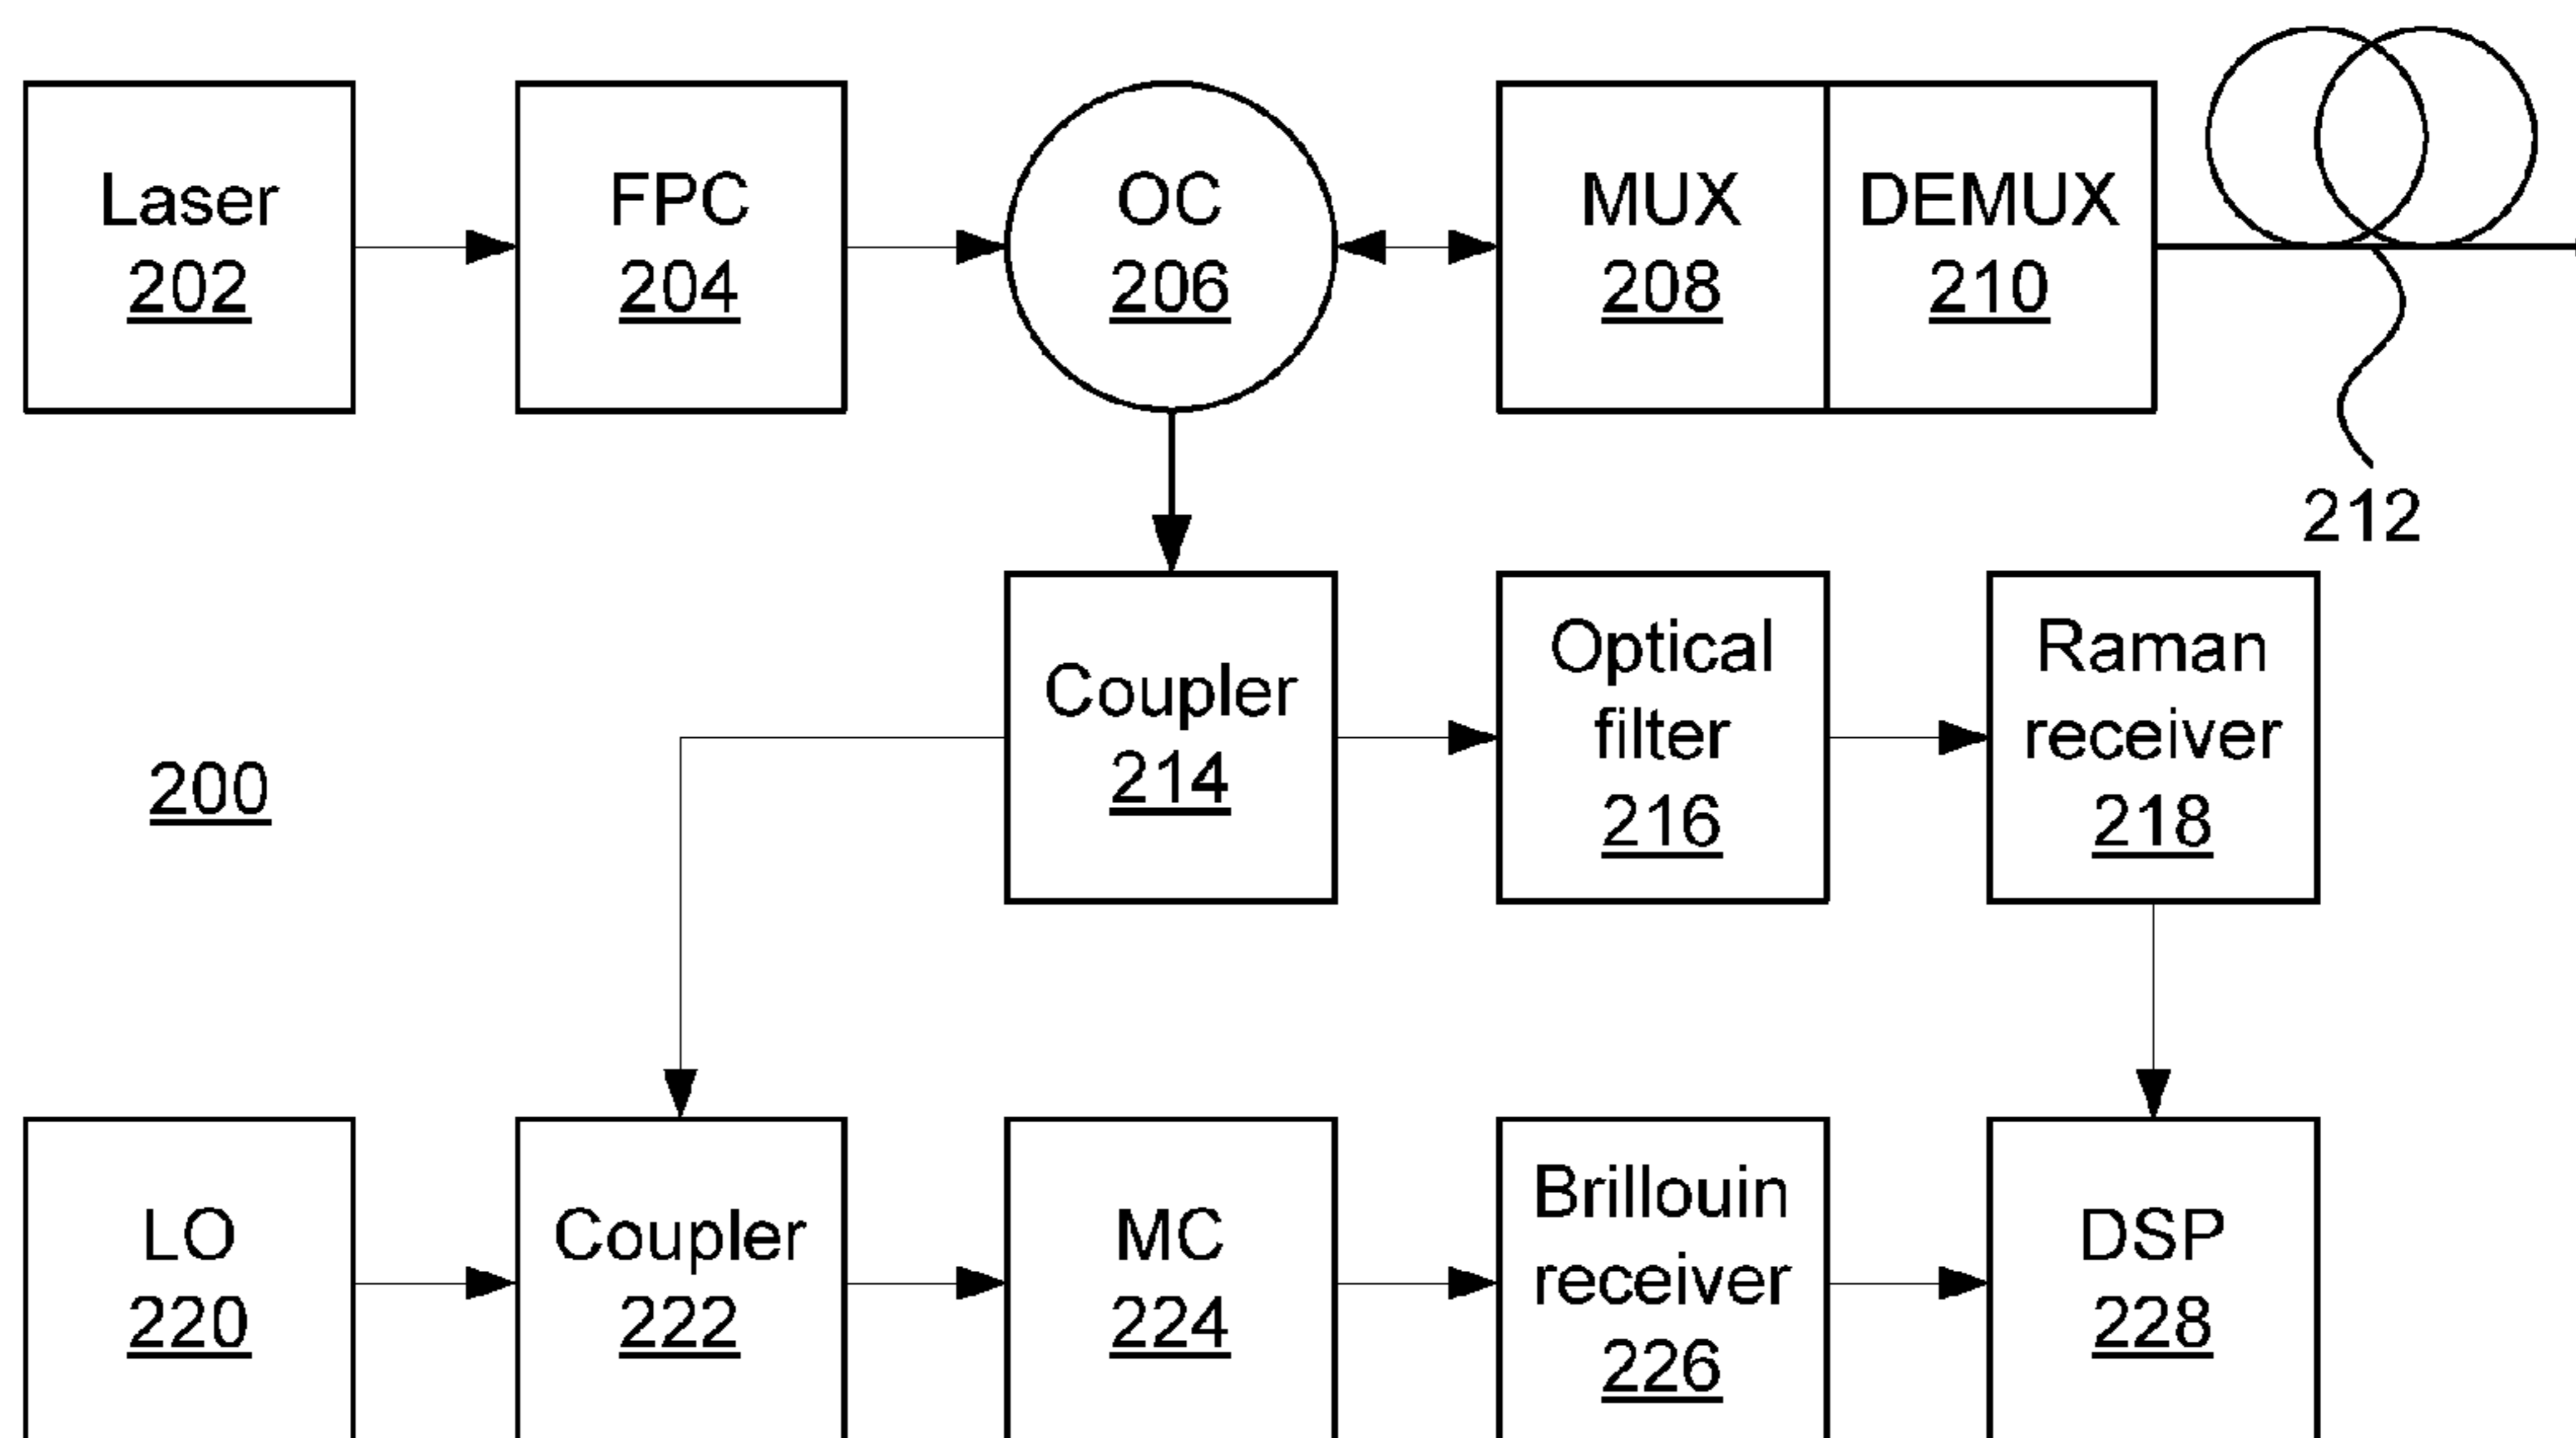 Laser
202
FPC
204
OC
206
MUX
208
DEMUX
210
212
Coupler
214
Optical
filter
216
Raman
receiver
218
200
LO
220
Coupler
222
MC
224
Brillouin
receiver
226
DSP
228